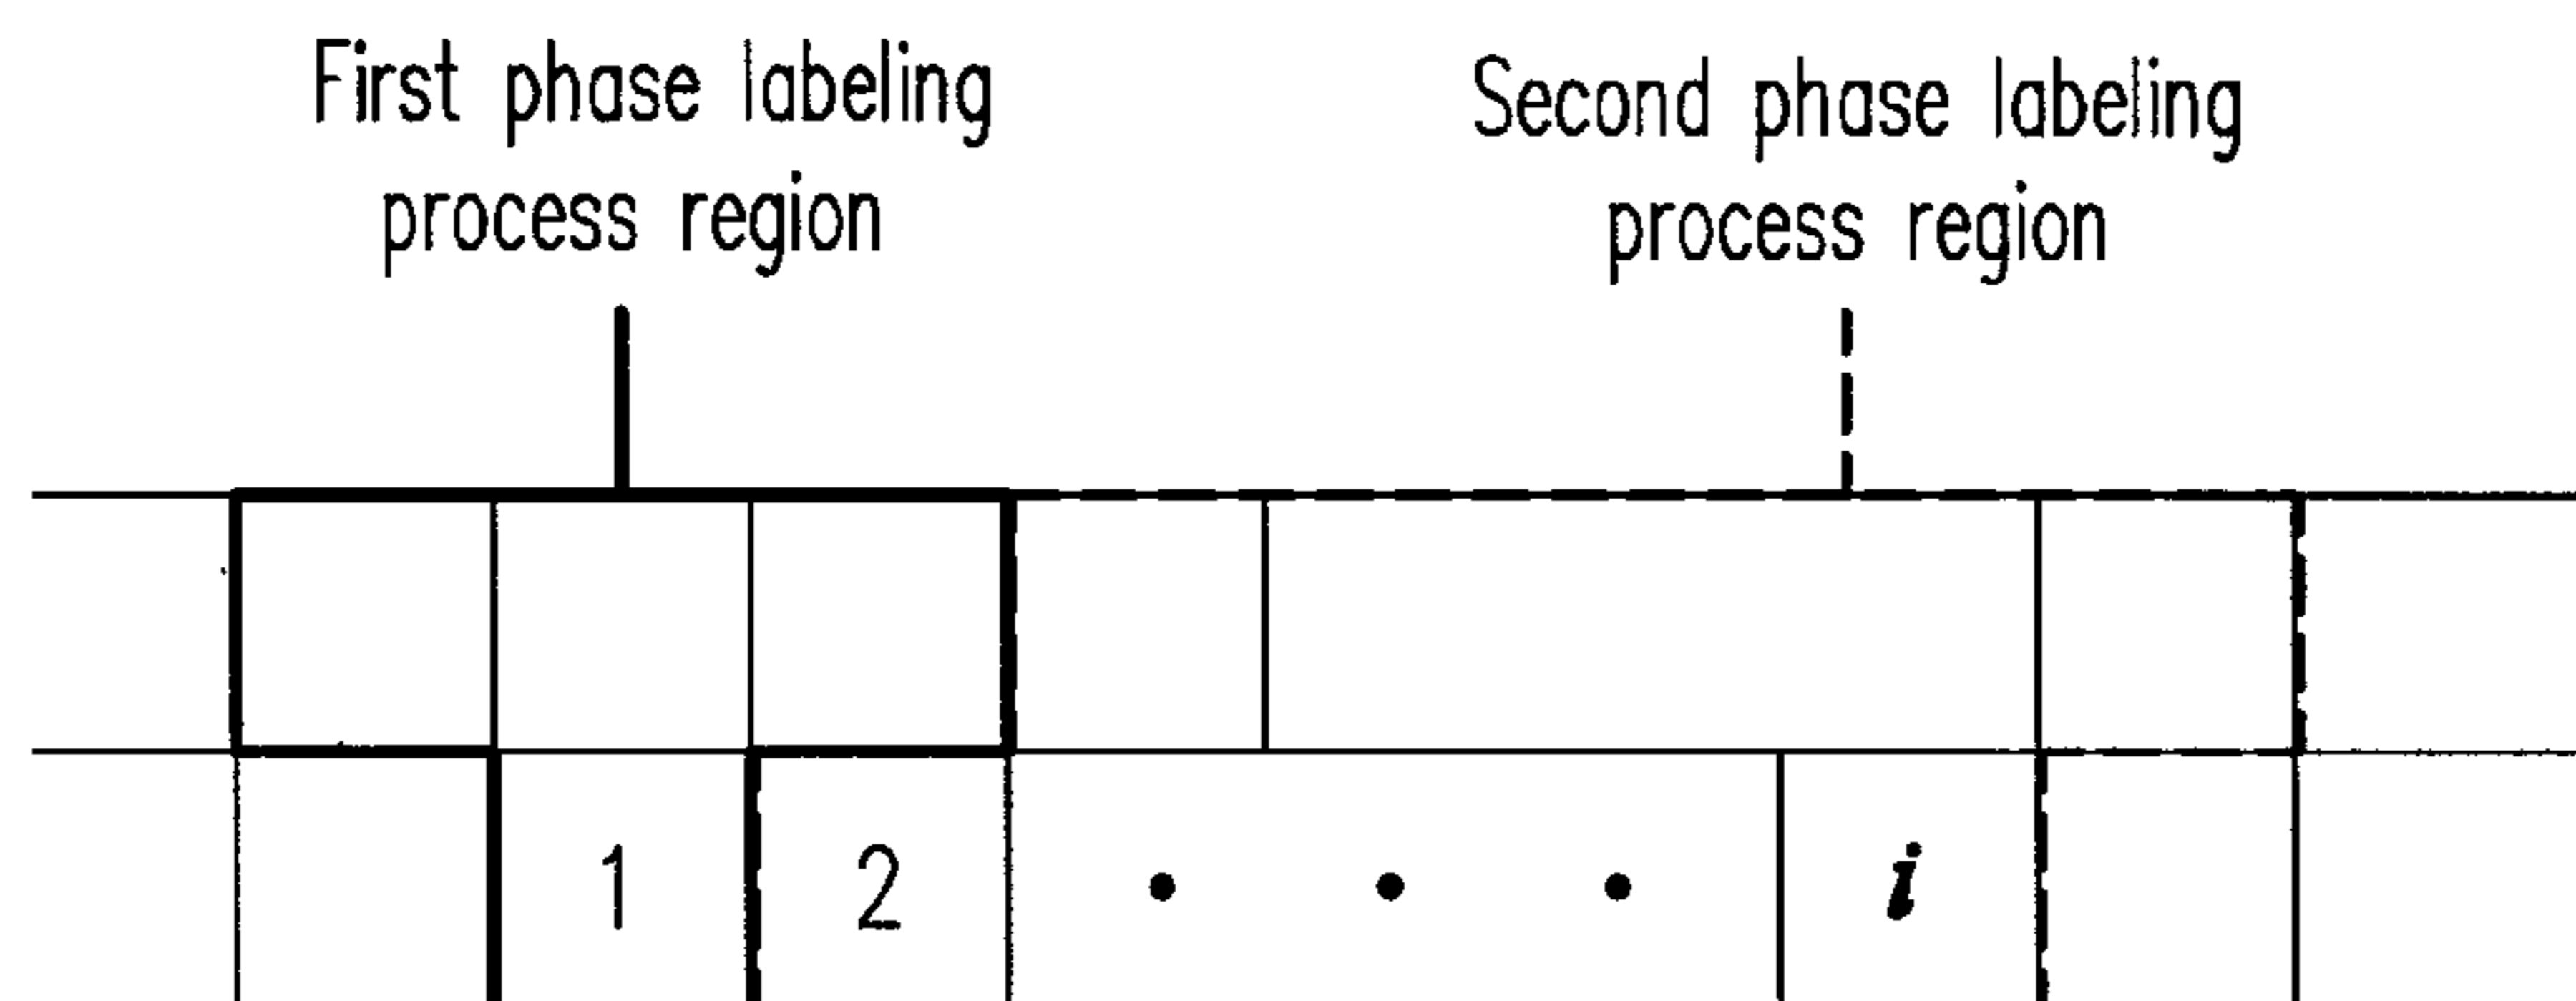 First phase labeling
process region
Second phase labeling
process region
1 2 • • • i